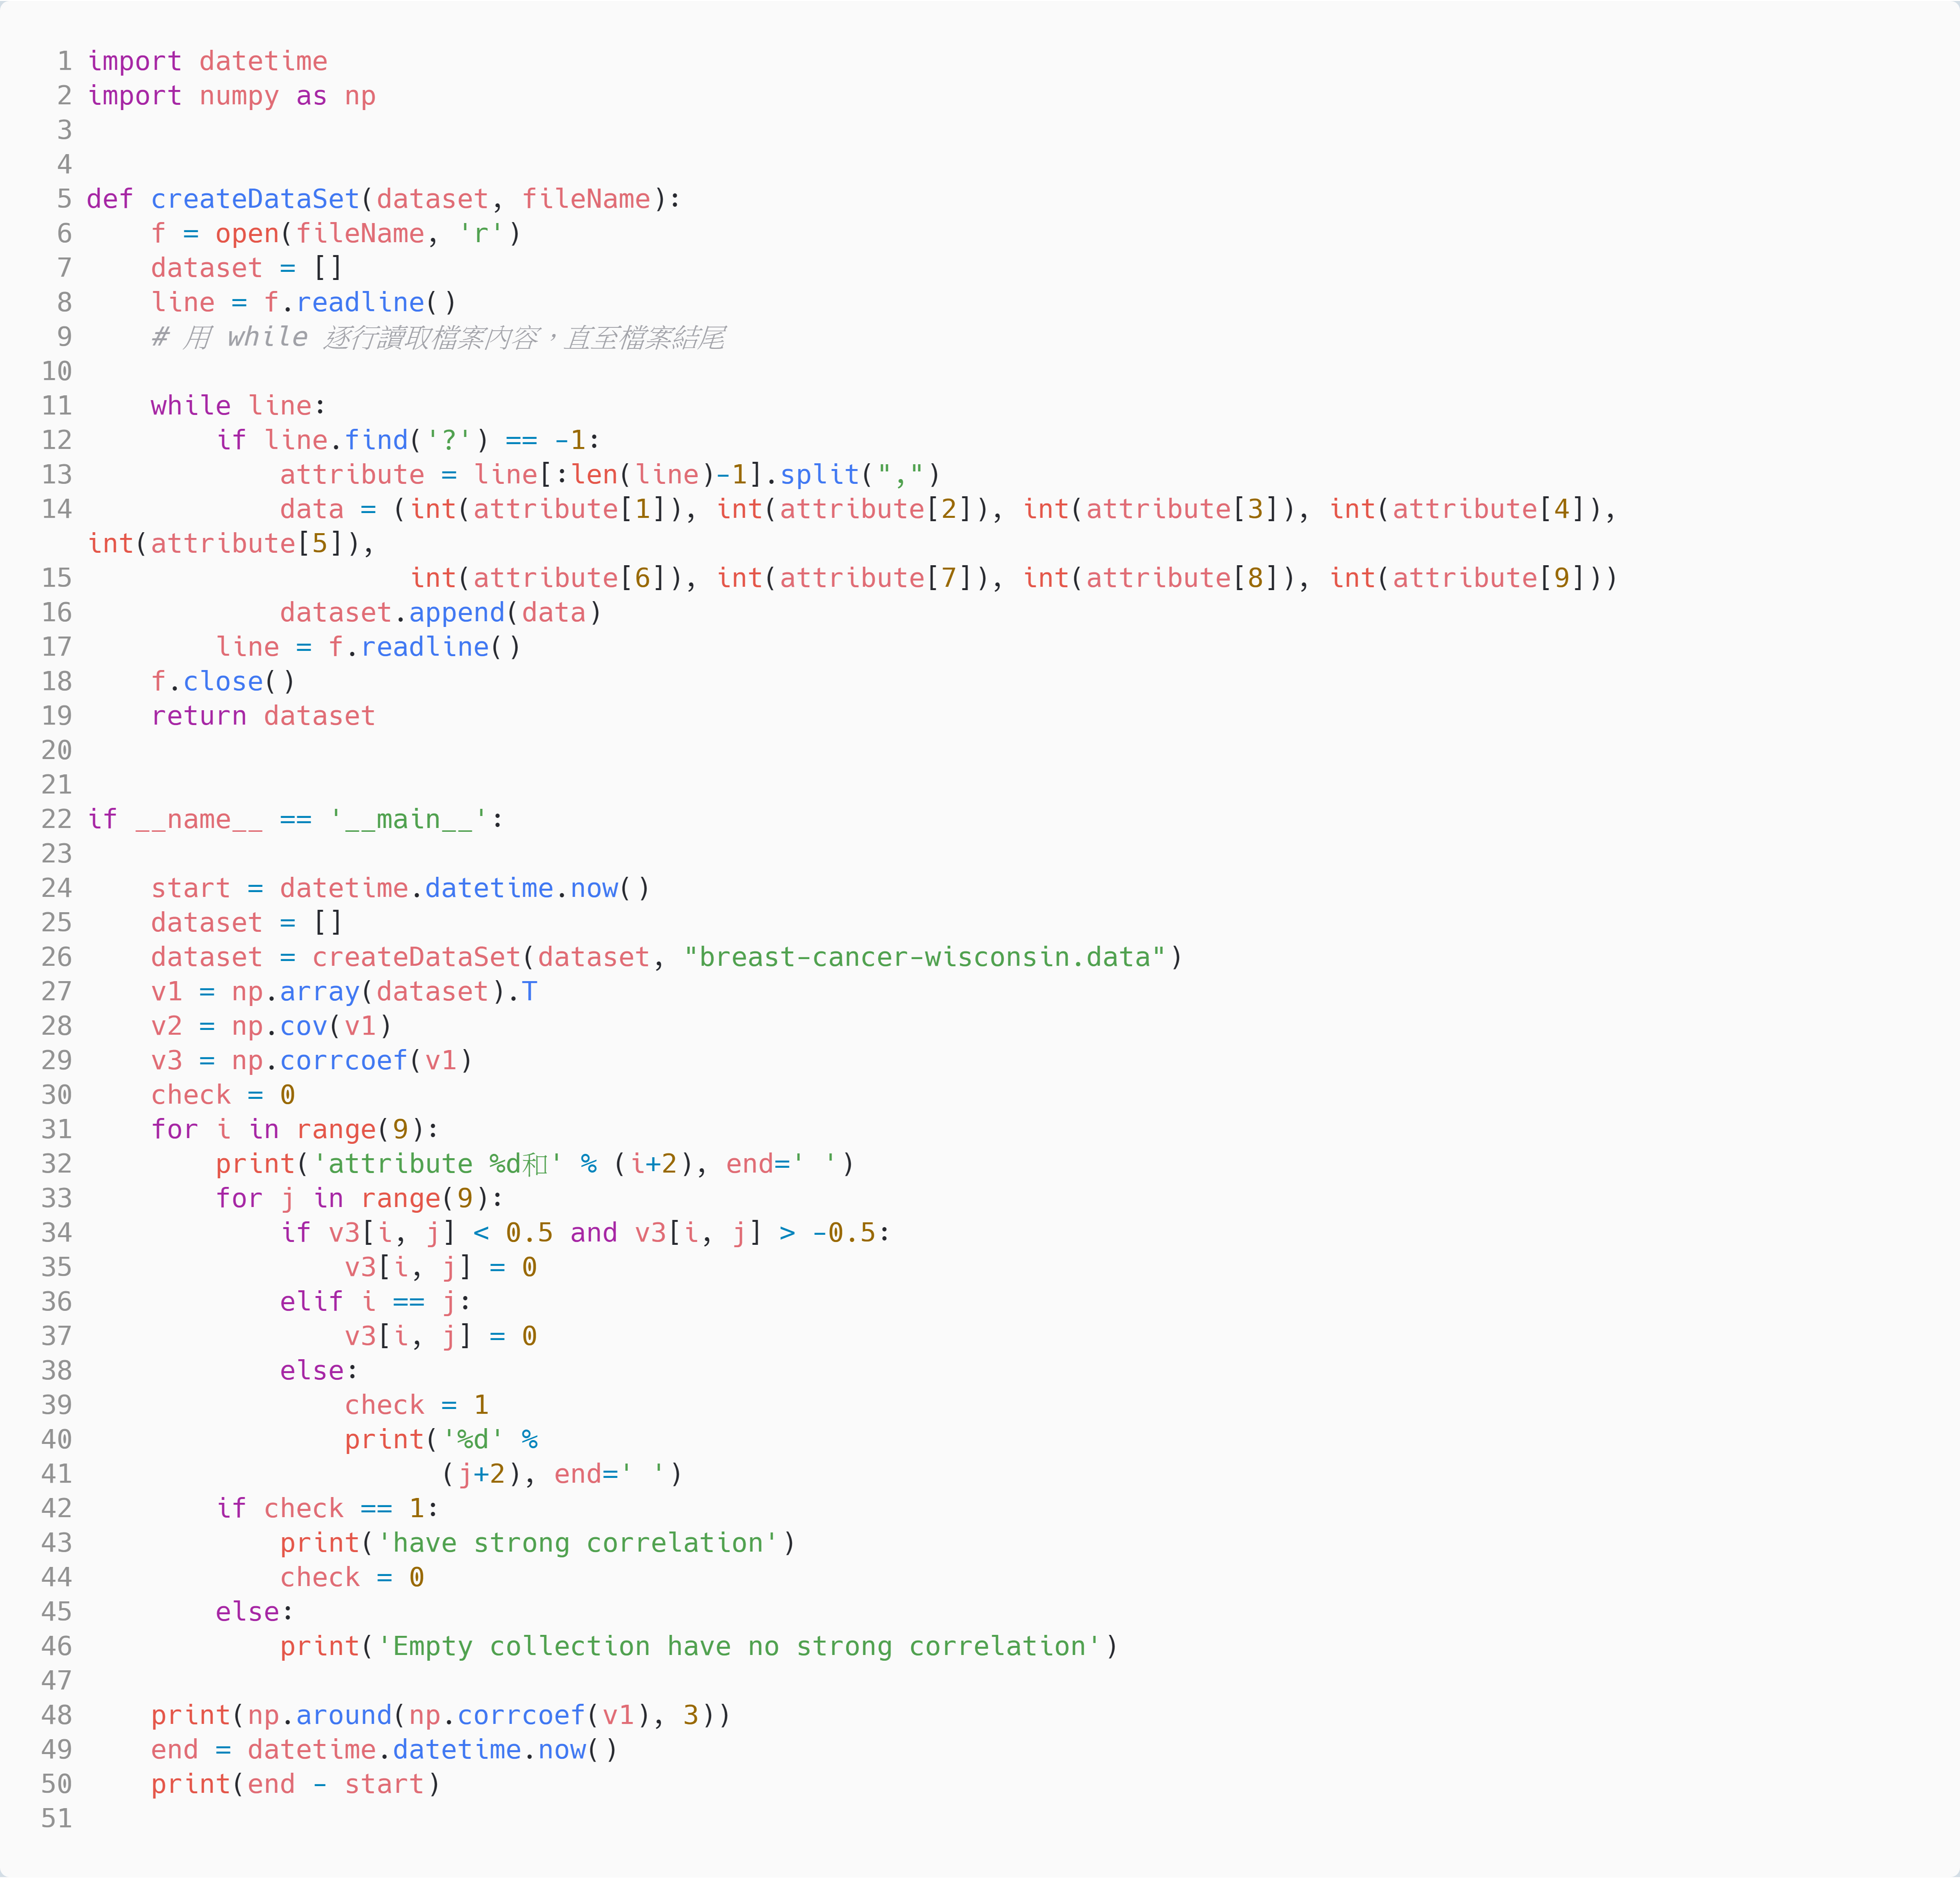 1 import datetime
2 import numpy as np
3
4
5 def createDataSet(dataset, fileName):
6     f = open(fileName, 'r')
7     dataset = []
8     line = f.readline()
9     # 用 while 逐行讀取檔案內容，直至檔案結尾
10
11     while line:
12         if line.find('?') == -1:
13             attribute = line[:len(line)-1].split(",")
14             data = (int(attribute[1]), int(attribute[2]), int(attribute[3]), int(attribute[4]),
int(attribute[5]),
15                     int(attribute[6]), int(attribute[7]), int(attribute[8]), int(attribute[9]))
16             dataset.append(data)
17         line = f.readline()
18     f.close()
19     return dataset
20
21
22 if __name__ == '__main__':
23
24     start = datetime.datetime.now()
25     dataset = []
26     dataset = createDataSet(dataset, "breast-cancer-wisconsin.data")
27     v1 = np.array(dataset).T
28     v2 = np.cov(v1)
29     v3 = np.corrcoef(v1)
30     check = 0
31     for i in range(9):
32         print('attribute %d和' % (i+2), end=' ')
33         for j in range(9):
34             if v3[i, j] < 0.5 and v3[i, j] > -0.5:
35                 v3[i, j] = 0
36             elif i == j:
37                 v3[i, j] = 0
38             else:
39                 check = 1
40                 print('%d' %
41                       (j+2), end=' ')
42         if check == 1:
43             print('have strong correlation')
44             check = 0
45         else:
46             print('Empty collection have no strong correlation')
47
48     print(np.around(np.corrcoef(v1), 3))
49     end = datetime.datetime.now()
50     print(end - start)
51